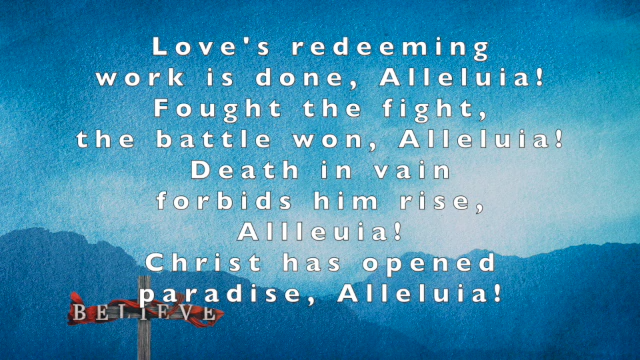 Love's redeeming
work is done, Alleluia!
Fought the fight,
the battle won, Alleluia!
Death in vain
forbids him rise,
Allleuia!
Christ has opened
paradise, Alleluia!
BELIEVE